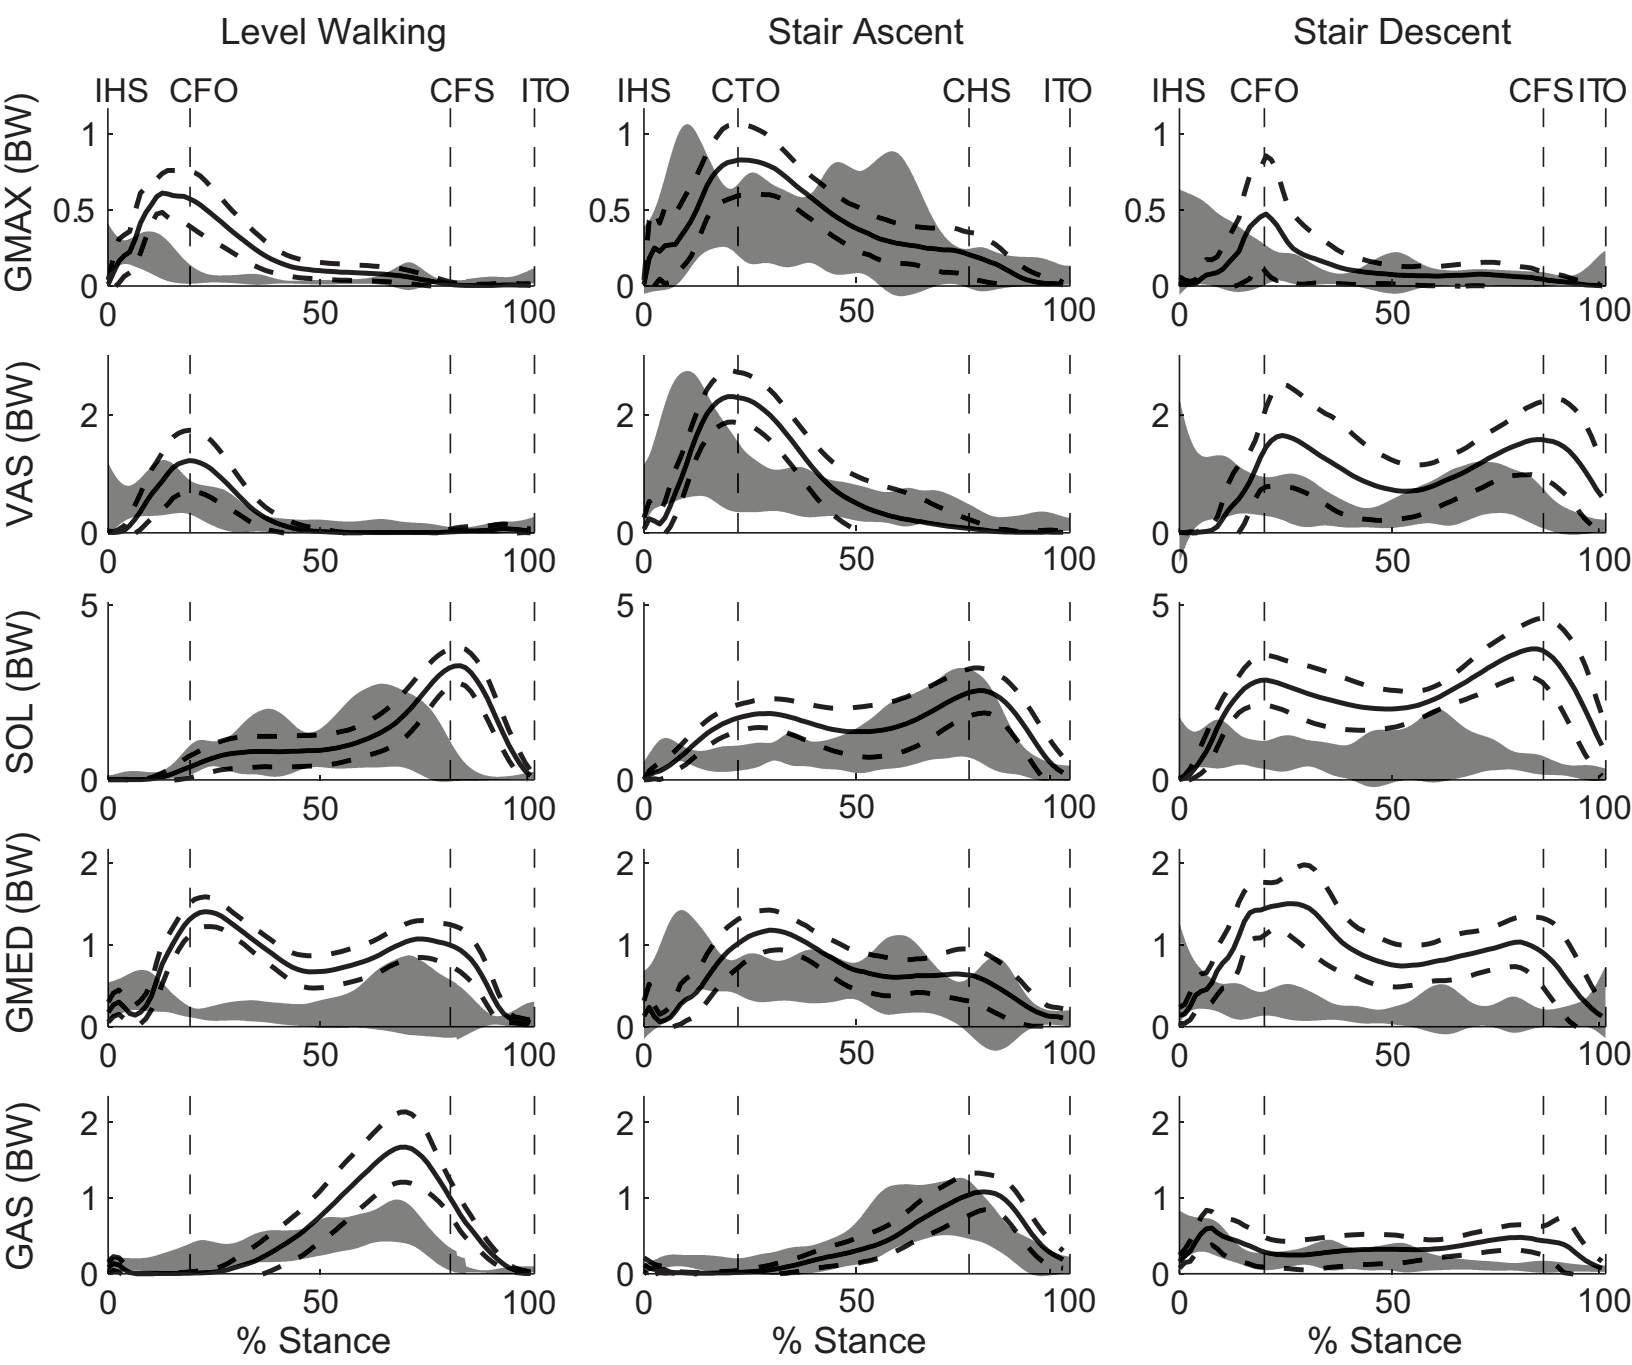 Level Walking Stair Ascent Stair Descent
IHS CFO CFS ITO IHS CTO CHS ITO IHS CFO CFS ITO
GMAX (BW)
1 0.5 0 0 50 100
1 0.5 0 0 50 100
1 0.5 0 0 50 100
VAS (BW)
2 0 0 50 100
2 0 0 50 100
2 0 0 50 100
SOL (BW)
5 0 0 50 100
5 0 0 50 100
5 0 0 50 100
GMED (BW)
2 1 0 0 50 100
2 1 0 0 50 100
2 1 0 0 50 100
GAS (BW)
2 1 0 0 50 100
2 1 0 0 50 100
2 1 0 0 50 100
% Stance % Stance % Stance